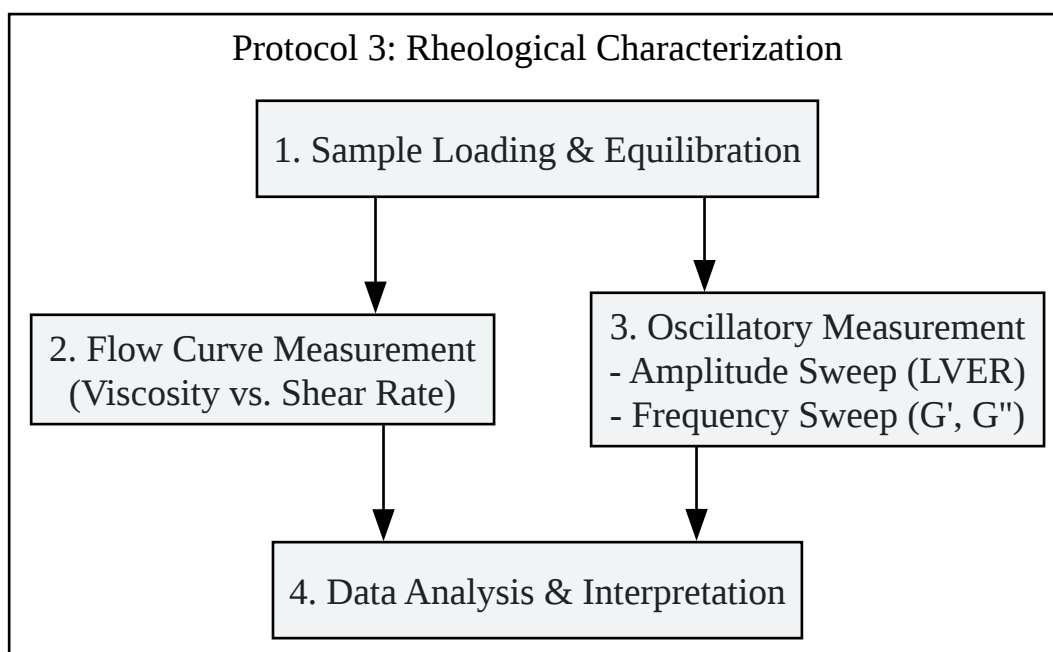 Protocol 3: Rheological Characterization
1. Sample Loading & Equilibration
2. Flow Curve Measurement
(Viscosity vs. Shear Rate)
3. Oscillatory Measurement
- Amplitude Sweep (LVER)
- Frequency Sweep (G', G")
4. Data Analysis & Interpretation